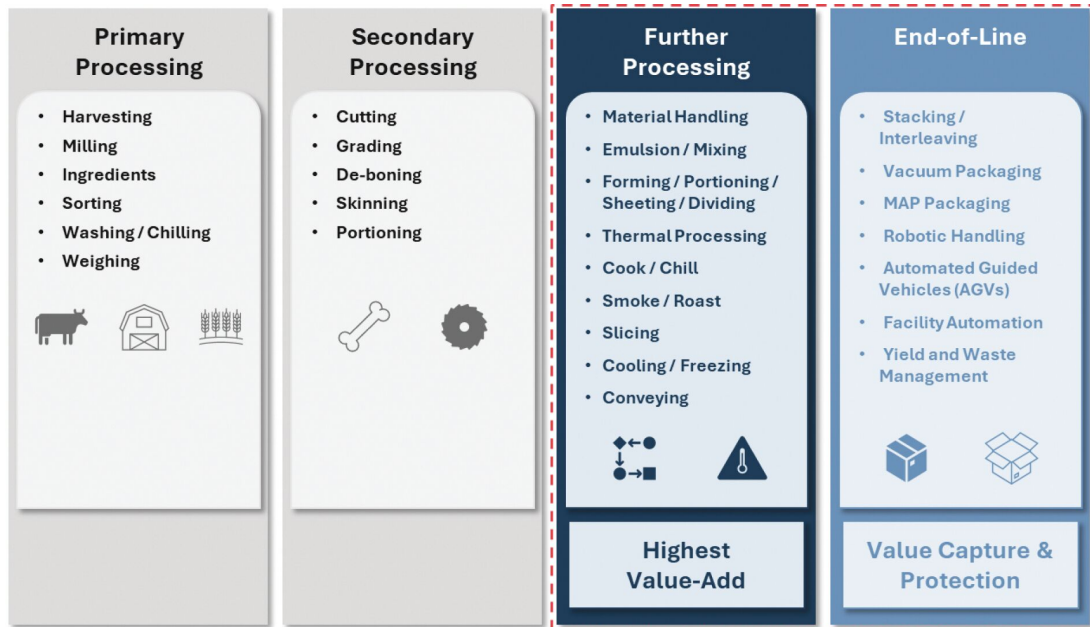 Primary
Processing
• Harvesting
• Milling
• Ingredients
• Sorting
• Washing / Chilling
• Weighing
Secondary
Processing
• Cutting
• Grading
• De-boning
• Skinning
• Portioning
Further
Processing
• Material Handling
• Emulsion / Mixing
• Forming / Portioning /
Sheeting / Dividing
• Thermal Processing
• Cook / Chill
• Smoke / Roast
• Slicing
• Cooling / Freezing
• Conveying
Highest
Value-Add
End-of-Line
• Stacking /
Interleaving
• Vacuum Packaging
• MAP Packaging
• Robotic Handling
• Automated Guided
Vehicles (AGVs)
• Facility Automation
• Yield and Waste
Management
Value Capture &
Protection